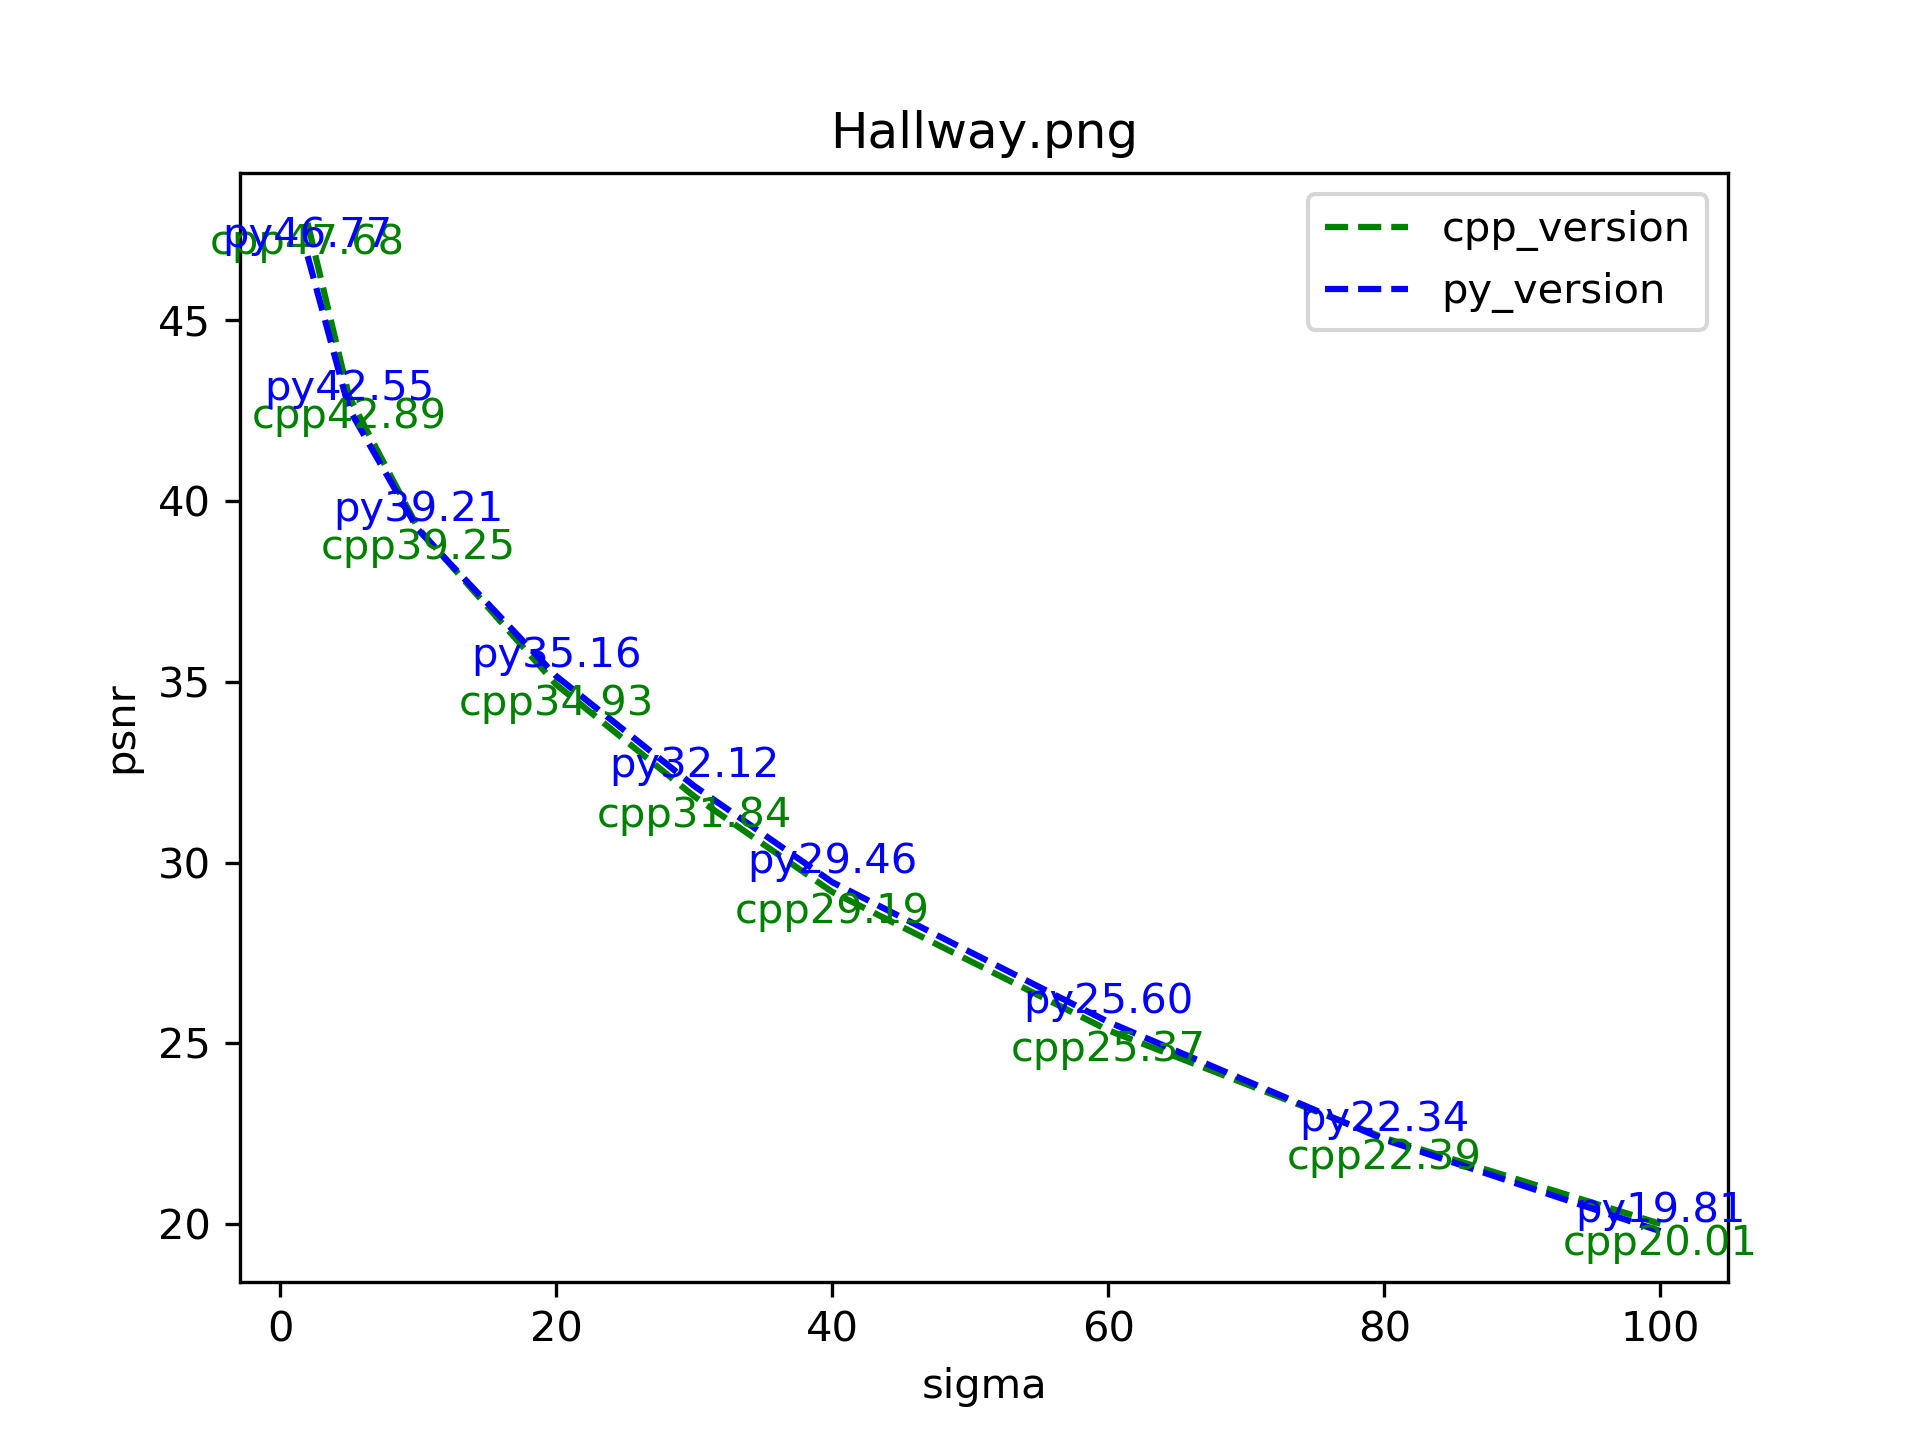 Hallway.png
cpp_version
py_version
py46.77
cpp47.68
45
py42.55
cpp42.89
40
py39.21
cpp39.25
py35.16
35
cpp34.93
psnr
py32.12
cpp31.84
30
py29.46
cpp29.19
py25.60
25
cpp25.37
py22.34
cpp22.39
20
py19.81
cpp20.01
0 20 40 60 80 100
sigma